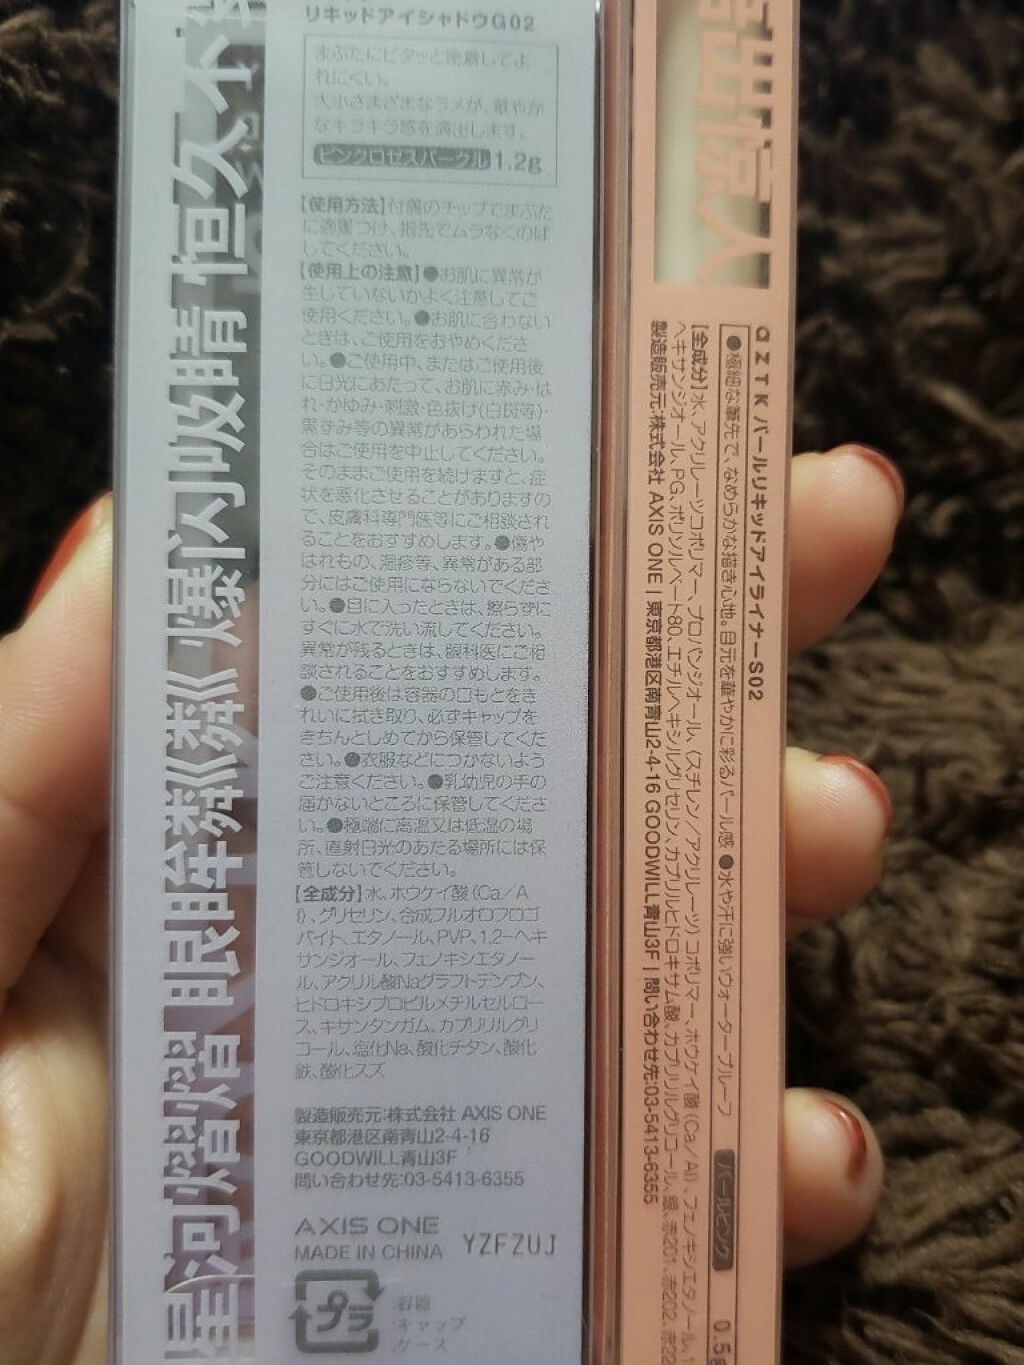 リキッドアイシャドウG02
まぶたにピタッと密着してよ
れにくい。
大小さまざまなラメが、華やか
なキラキラ感を演出します。
ピンクロゼスパークル 1.2g
【使用方法】付属のチップでまぶた
に適量つけ、指先でムラなくのば
してください。
【使用上の注意】●お肌に異常が
生じていないかよく注意してご
使用ください。●お肌に合わない
ときは、ご使用をおやめくださ
い。●ご使用中、またはご使用後
に日光にあたって、お肌に赤み・は
れ・かゆみ・刺激・色抜け(白斑等)・
黒ずみ等の異常があらわれた場
合はご使用を中止してください。
そのままご使用を続けますと、症
状を悪化させることがありますの
で、皮膚科専門医等にご相談され
ることをおすすめします。●傷や
はれもの、湿疹等、異常がある部
分にはご使用にならないでくださ
い。●目に入ったときは、擦らずに
すぐに水で洗い流してください。
異常が残るときは、眼科医にご相
談されることをおすすめします。
●ご使用後は容器の口もとをき
れいに拭き取り、必ずキャップを
きちんとしめてから保管してくだ
さい。●衣服などにつかないよう
ご注意ください。●乳幼児の手の
届かないところに保管してくださ
い。●極端に高温又は低温の場
所、直射日光のあたる場所には保
管しないでください。
【全成分】水、ホウケイ酸(Ca/A
l)、グリセリン、合成フルオロフロゴ
パイト、エタノール、PVP、1,2-ヘキ
サンジオール、フェノキシエタノー
ル、アクリル酸Naグラフトデンプン、
ヒドロキシプロピルメチルセルロー
ス、キサンタンガム、カプリリルグリ
コール、塩化Na、酸化チタン、酸化
鉄、酸化スズ
製造販売元:株式会社 AXIS ONE
東京都港区南青山2-4-16
GOODWILL青山3F
問い合わせ先:03-5413-6355
AXIS ONE
MADE IN CHINA YZFZUJ
プラ
:容器
:キャップ
:ケース
眼眸 爆闪吸睛 恒久不
惊人
aZTK パールリキッドアイライナーS02
●極細な筆先で、なめらかな描き心地。目元を華やかに彩るパール感 ●水や汗に強いウォータープルーフ パールピンク 0.5g
【全成分】水、アクリレーツコポリマー、プロパンジオール、(スチレン/アクリレーツ)コポリマー、ホウケイ酸(Ca/Al)、フェノキシエタノール、1
ヘキサンジオール、PG、ポリソルベート80、エチルヘキシルグリセリン、カプリルヒドロキサム酸、カプリリルグリコール、銀、赤201、赤202、赤22
製造販売元:株式会社 AXIS ONE | 東京都港区南青山2-4-16 GOODWILL青山3F | 問い合わせ先:03-5413-6355